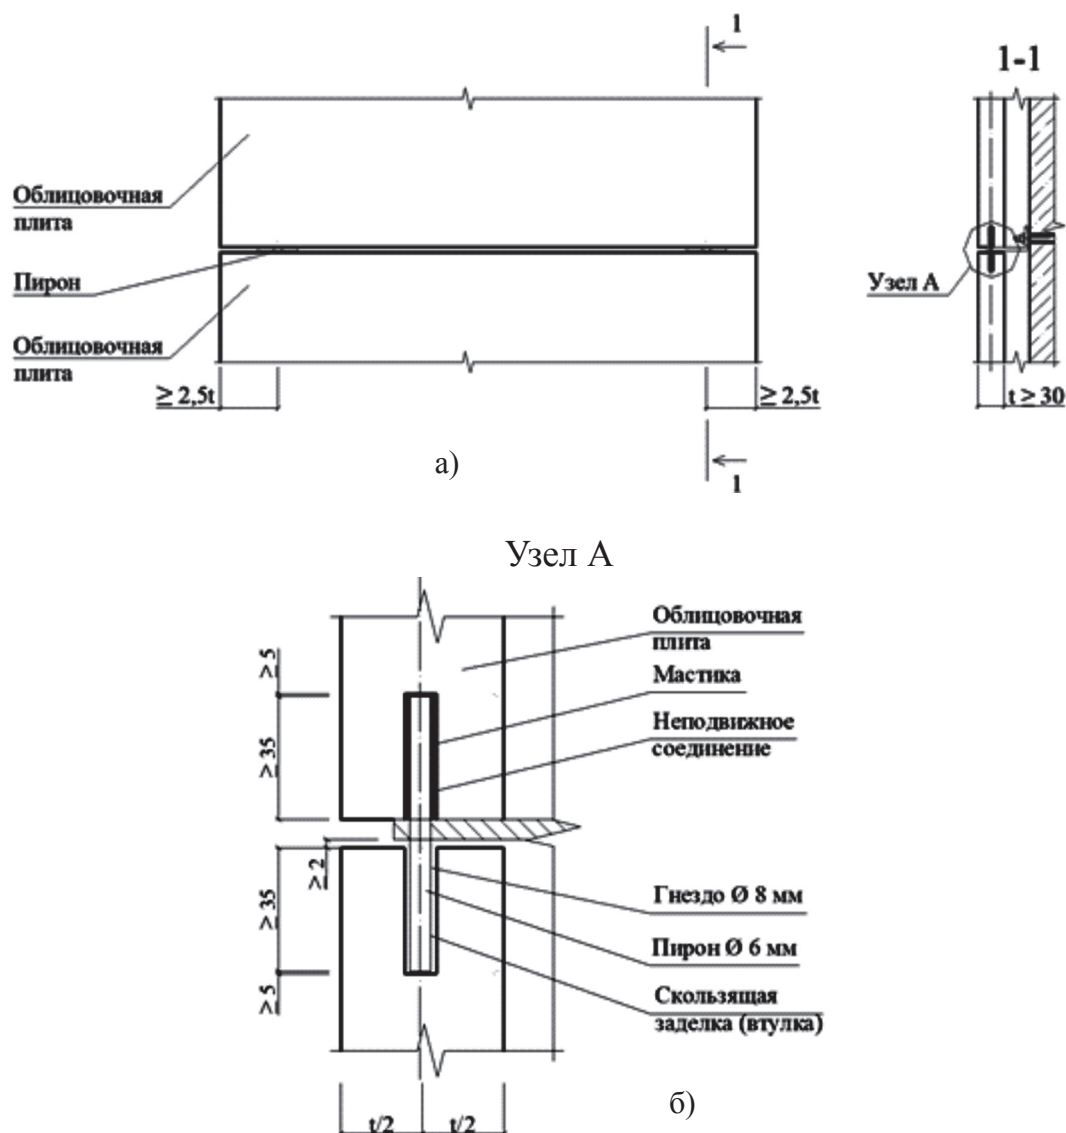 1
1-1
Облицовочная
плита
Пирон
Узел А
Облицовочная
плита
≥ 2,5t
≥ 2,5t
t ≥ 30
а)
1
Узел А
Облицовочная
плита
≥5
Мастика
Неподвижное
соединение
≥35
≥2
Гнездо Ø 8 мм
≥35
Пирон Ø 6 мм
Скользящая
заделка (втулка)
≥5
б)
t/2
t/2